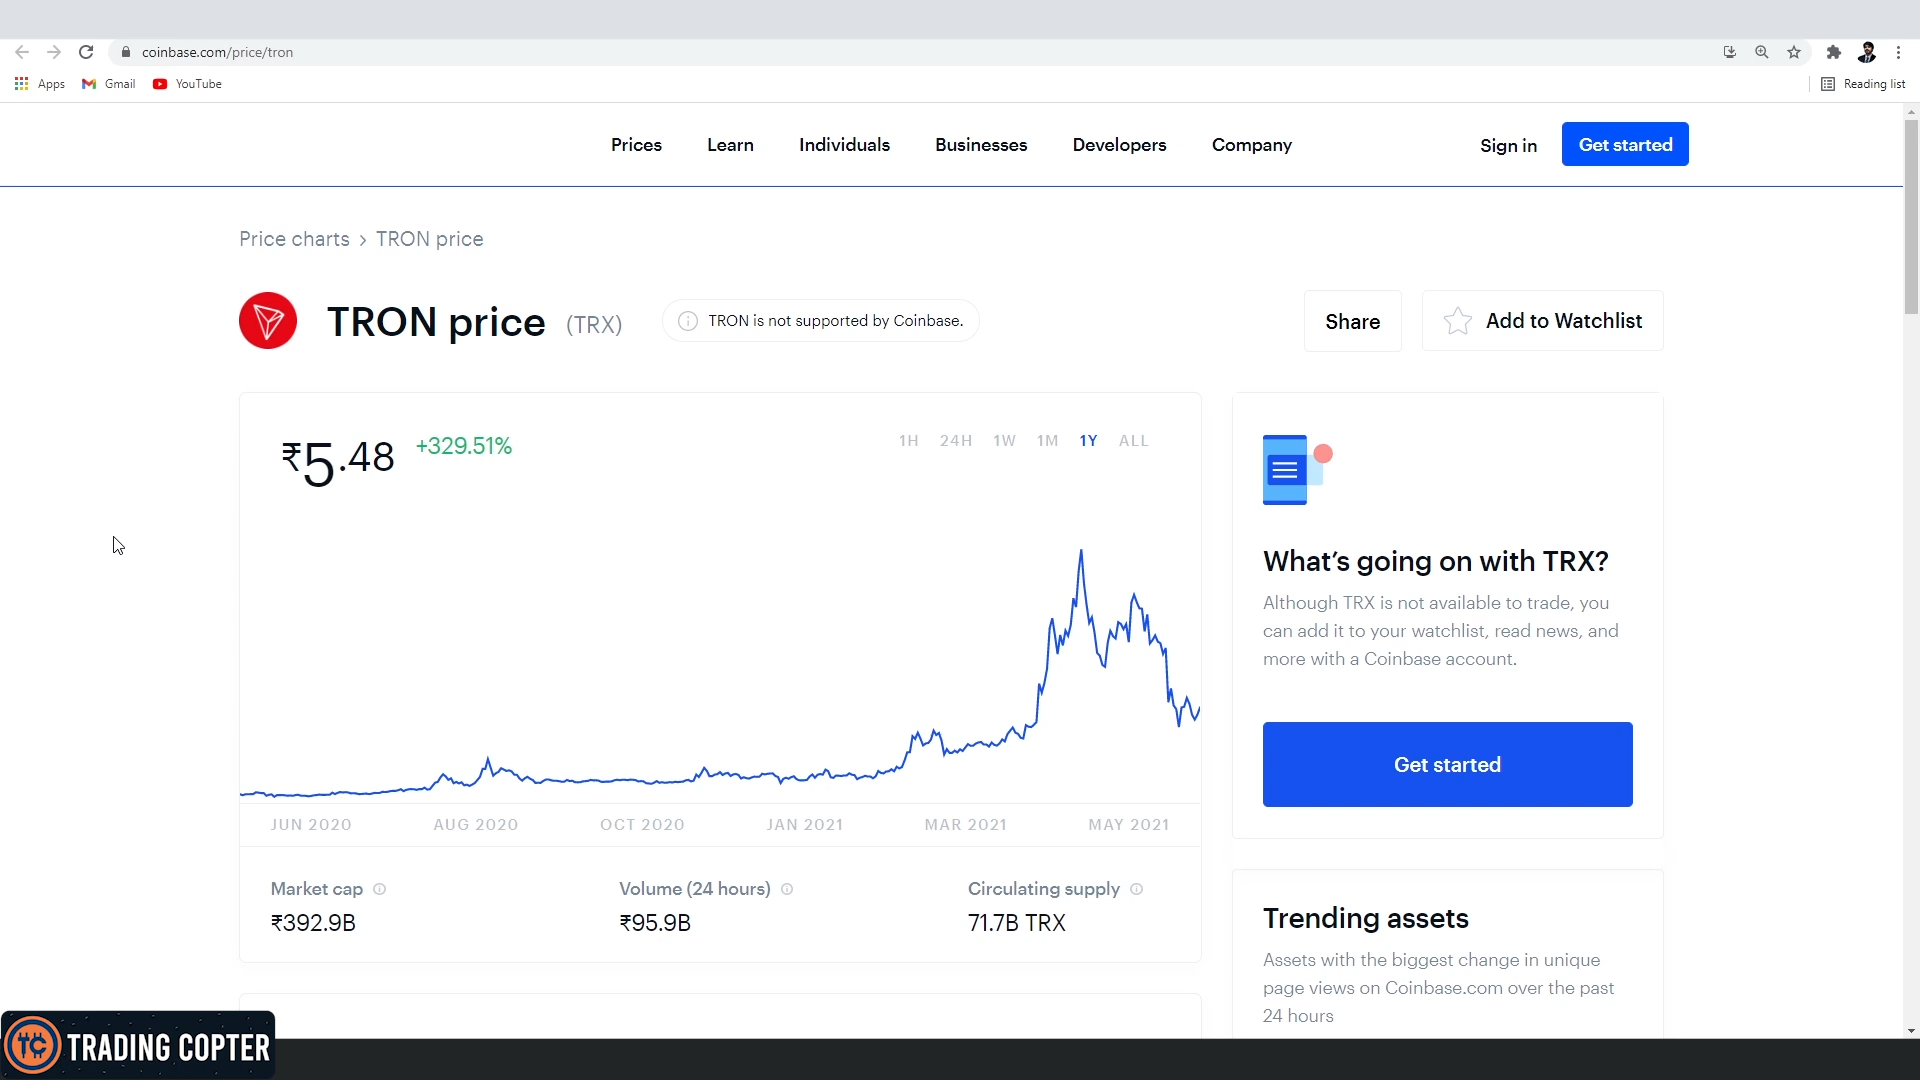 coinbase.com/price/tron
Apps Gmail YouTube Reading list
Prices Learn Individuals Businesses Developers Company Sign in Get started
Price charts > TRON price
TRON price (TRX) TRON is not supported by Coinbase. Share Add to Watchlist
₹5.48 +329.51% 1H 24H 1W 1M 1Y ALL
JUN 2020 AUG 2020 OCT 2020 JAN 2021 MAR 2021 MAY 2021
Market cap Volume (24 hours) Circulating supply
₹392.9B ₹95.9B 71.7B TRX
What's going on with TRX?
Although TRX is not available to trade, you
can add it to your watchlist, read news, and
more with a Coinbase account.
Get started
Trending assets
Assets with the biggest change in unique
page views on Coinbase.com over the past
24 hours
TC TRADING COPTER